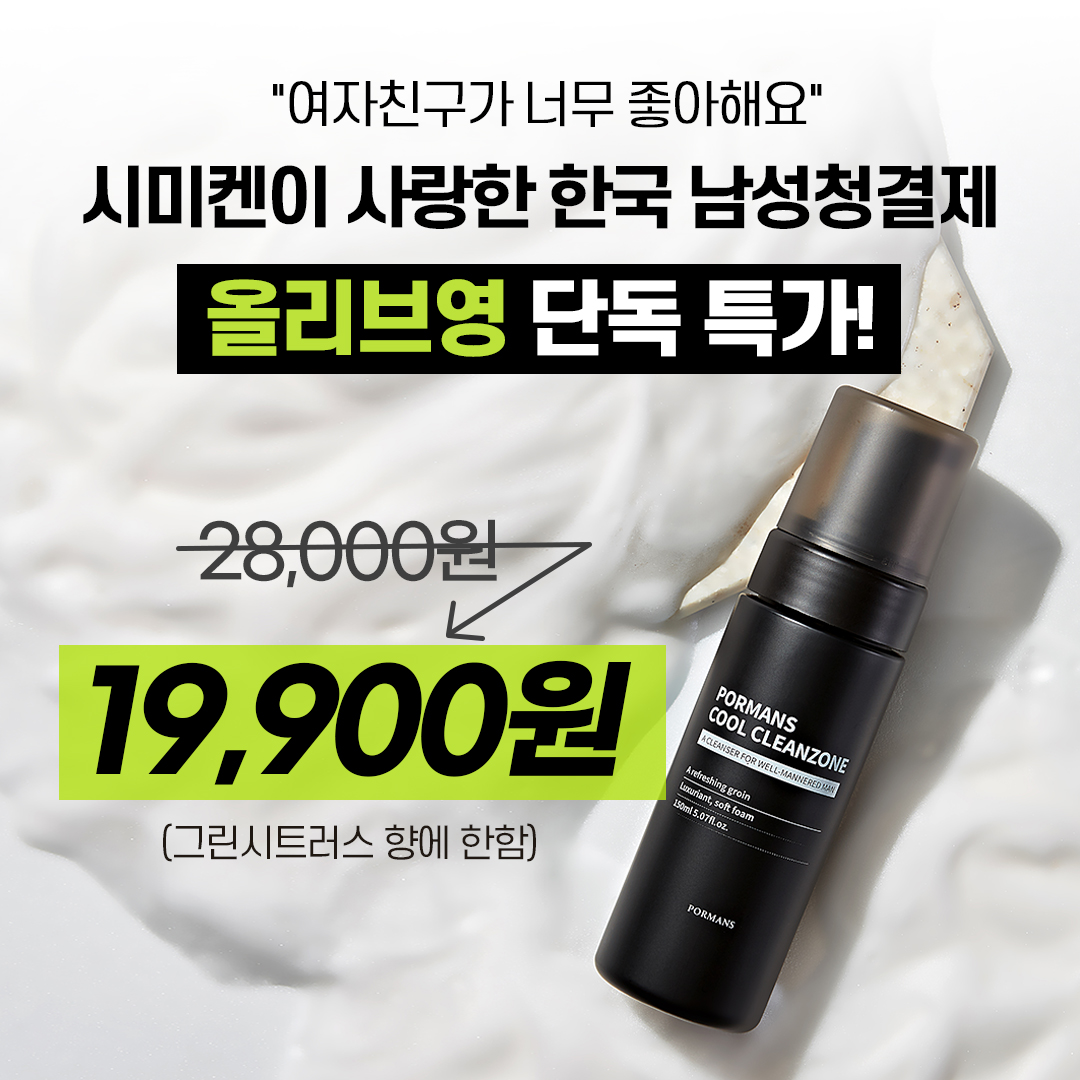 "여자친구가 너무 좋아해요"
시미켄이 사랑한 한국 남성청결제
올리브영 단독 특가!
28,000원
19,900원
(그린시트러스 향에 한함)
PORMANS
COOL CLEANZONE
A CLEANSER FOR WELL-MANNERED MAN
A refreshing groin
Luxuriant, soft foam
150ml 5.07fl.oz.
PORMANS